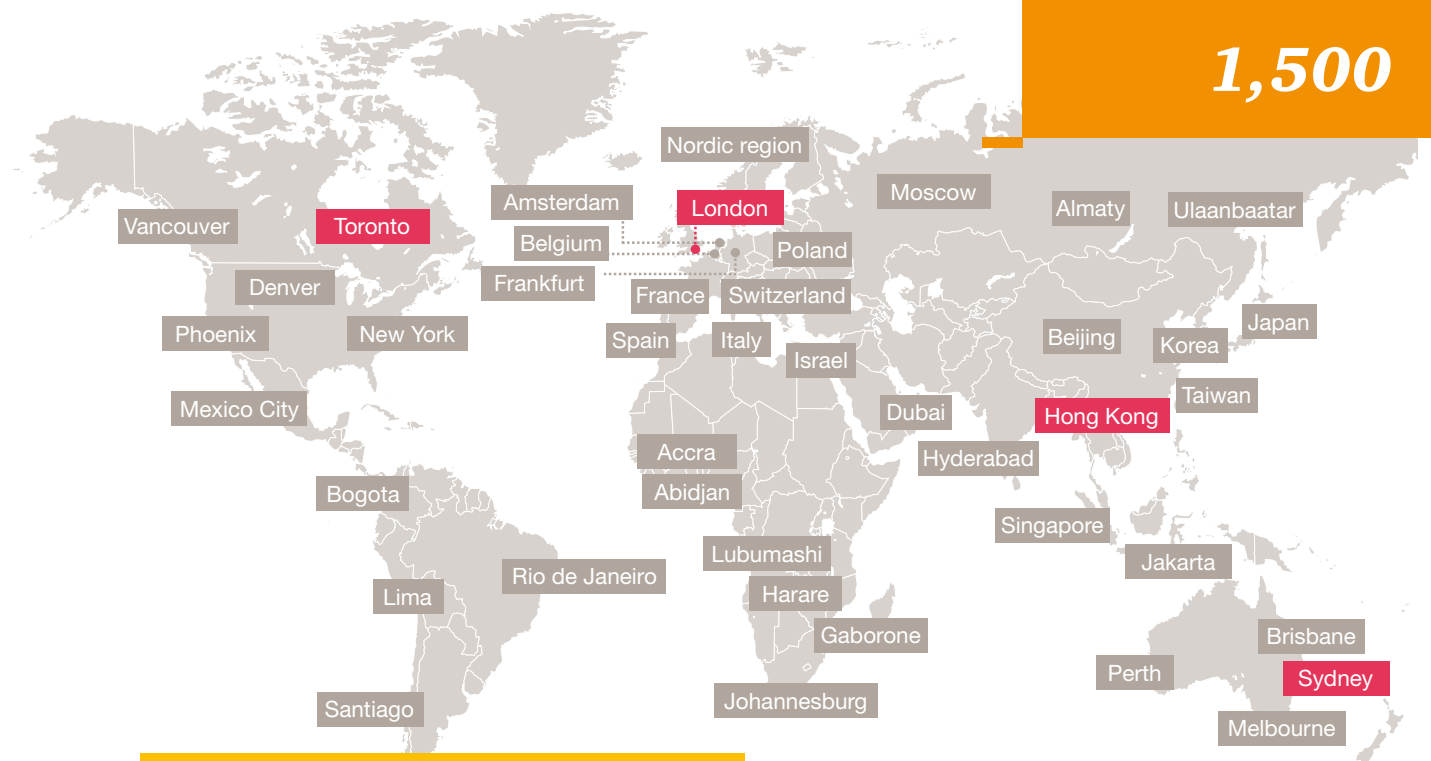 1,500
Nordic region
Moscow
Amsterdam
London
Almaty
Ulaanbaatar
Vancouver
Toronto
Belgium
Poland
Frankfurt
Denver
France
Switzerland
Phoenix
New York
Spain
Italy
Israel
Beijing
Korea
Japan
Mexico City
Dubai
Hong Kong
Taiwan
Accra
Hyderabad
Bogota
Abidjan
Singapore
Lubumashi
Jakarta
Rio de Janeiro
Lima
Harare
Gaborone
Brisbane
Perth
Sydney
Johannesburg
Santiago
Melbourne